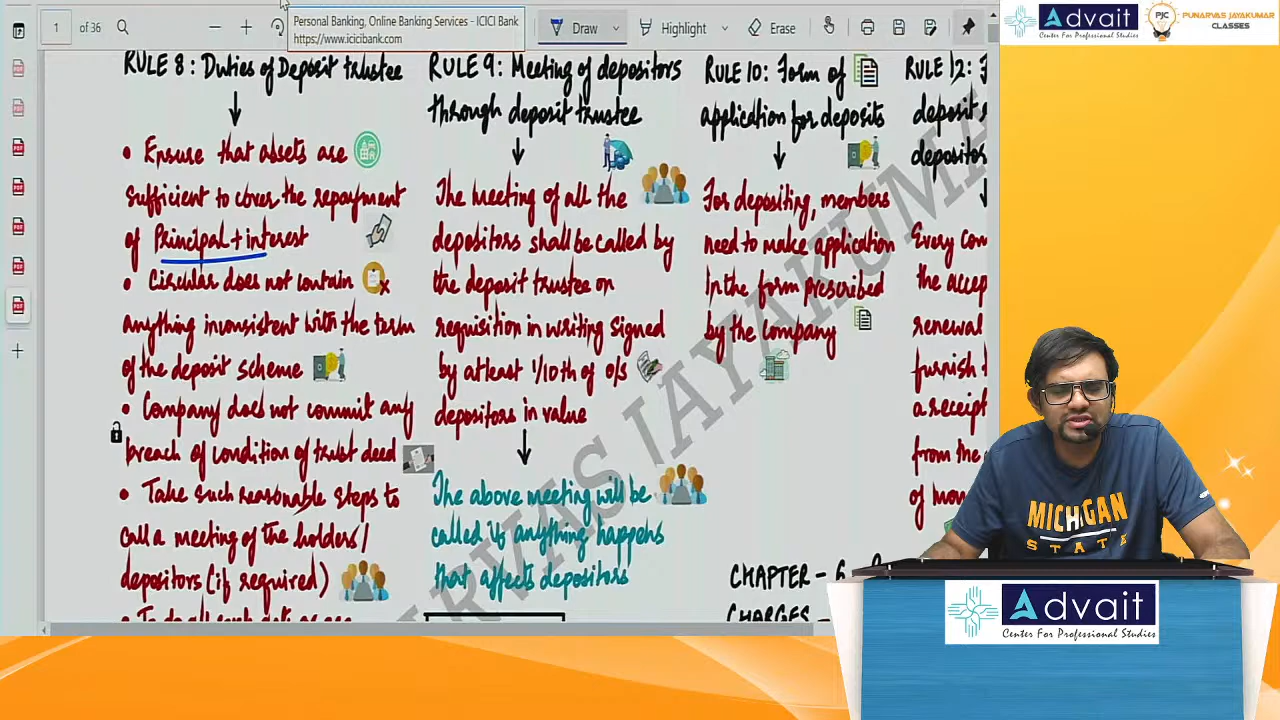 1 of 36
Personal Banking, Online Banking Services - ICICI Bank
https://www.icicibank.com
Draw
Highlight
Erase
Advait
Center For Professional Studies
PJC
PUNARVAS JAYAKUMAR
CLASSES
RULE 8: Duties of Deposit trustee
• Ensure that assets are
sufficient to cover the repayment
of Principal + interest
• Circular does not contain
anything inconsistent with the term
of the deposit scheme
• Company does not commit any
breach of condition of trust deed
• Take such reasonable steps to
call a meeting of the holders/
depositors (if required)
RULE 9: Meeting of depositors
through deposit trustee
The meeting of all the
depositors shall be called by
the deposit trustee on
requisition in writing signed
by atleast 1/10th of o/s
depositors in value
The above meeting will be
called if anything happens
that affects depositors
RULE 10: Form of
application for deposits
For depositing, members
need to make application
In the form prescribed
by the company
CHAPTER - 6
CHARGES -
RULE 12:
deposit
depositor
Every com
the accep
renewal
furnish
a receipt
from the
of mon
JAYAKUMA
MICHIGAN
STATE
Advait
Center For Professional Studies